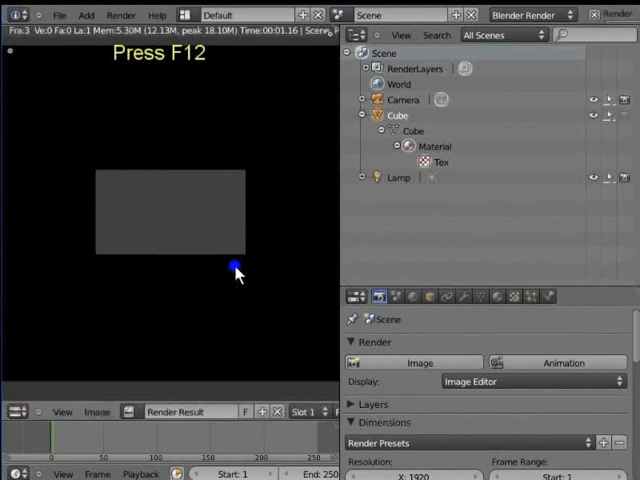 File Add Render Help Default Scene Blender Render Render
Fra:3 Ve:0 Fa:0 La:1 Mem:5.30M (12.13M, peak 18.10M) Time:00:01.16 | Scene
Press F12
View Search All Scenes
Scene
RenderLayers
World
Camera
Cube
Cube
Material
Tex
Lamp
Scene
Render
Image Animation
Display: Image Editor
Layers
Dimensions
Render Presets
Resolution: Frame Range:
X: 1920 Start: 1
View Image Render Result F Slot 1
0 50 100 150 200 250
View Frame Playback Start: 1 End: 250